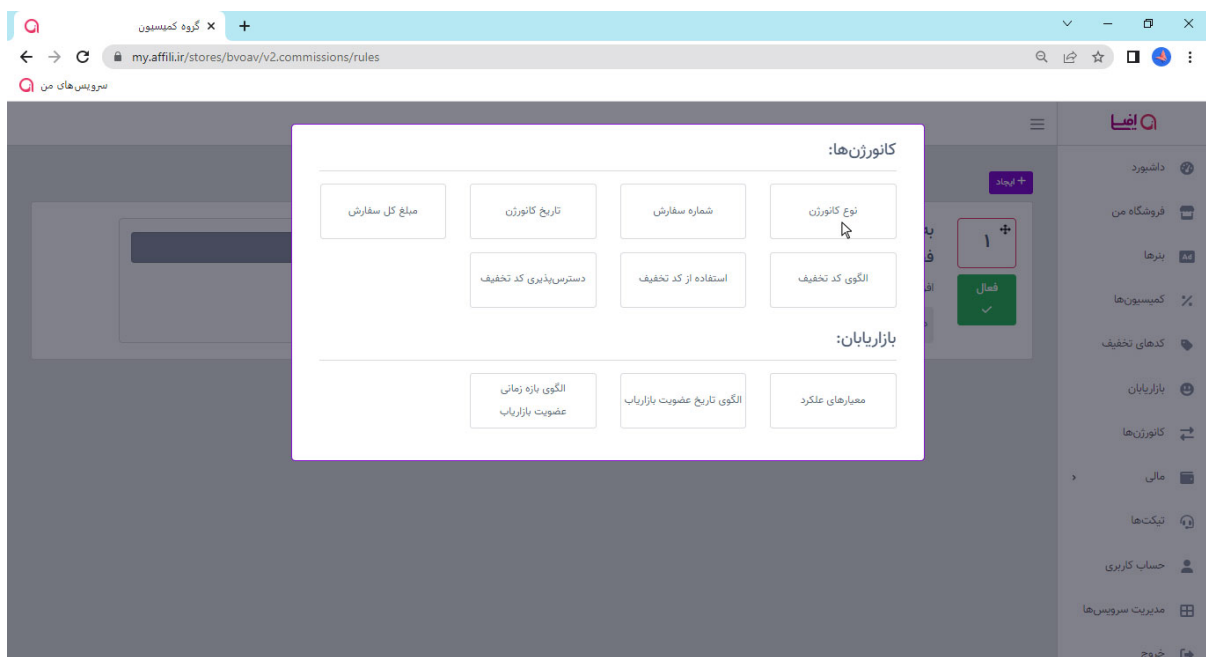 گروه کمیسیون
my.affili.ir/stores/bvoav/v2.commissions/rules
سرویس‌های من
افیلی
داشبورد
فروشگاه من
Ad
بنرها
کمیسیون‌ها
کدهای تخفیف
بازاریابان
کانورژن‌ها
مالی
تیکت‌ها
حساب کاربری
مدیریت سرویس‌ها
خروج
+ ایجاد
۱
فعال
کانورژن‌ها:
نوع کانورژن
شماره سفارش
تاریخ کانورژن
مبلغ کل سفارش
الگوی کد تخفیف
استفاده از کد تخفیف
دسترس‌پذیری کد تخفیف
بازاریابان:
معیارهای علکرد
الگوی تاریخ عضویت بازاریاب
الگوی بازه زمانی
عضویت بازاریاب